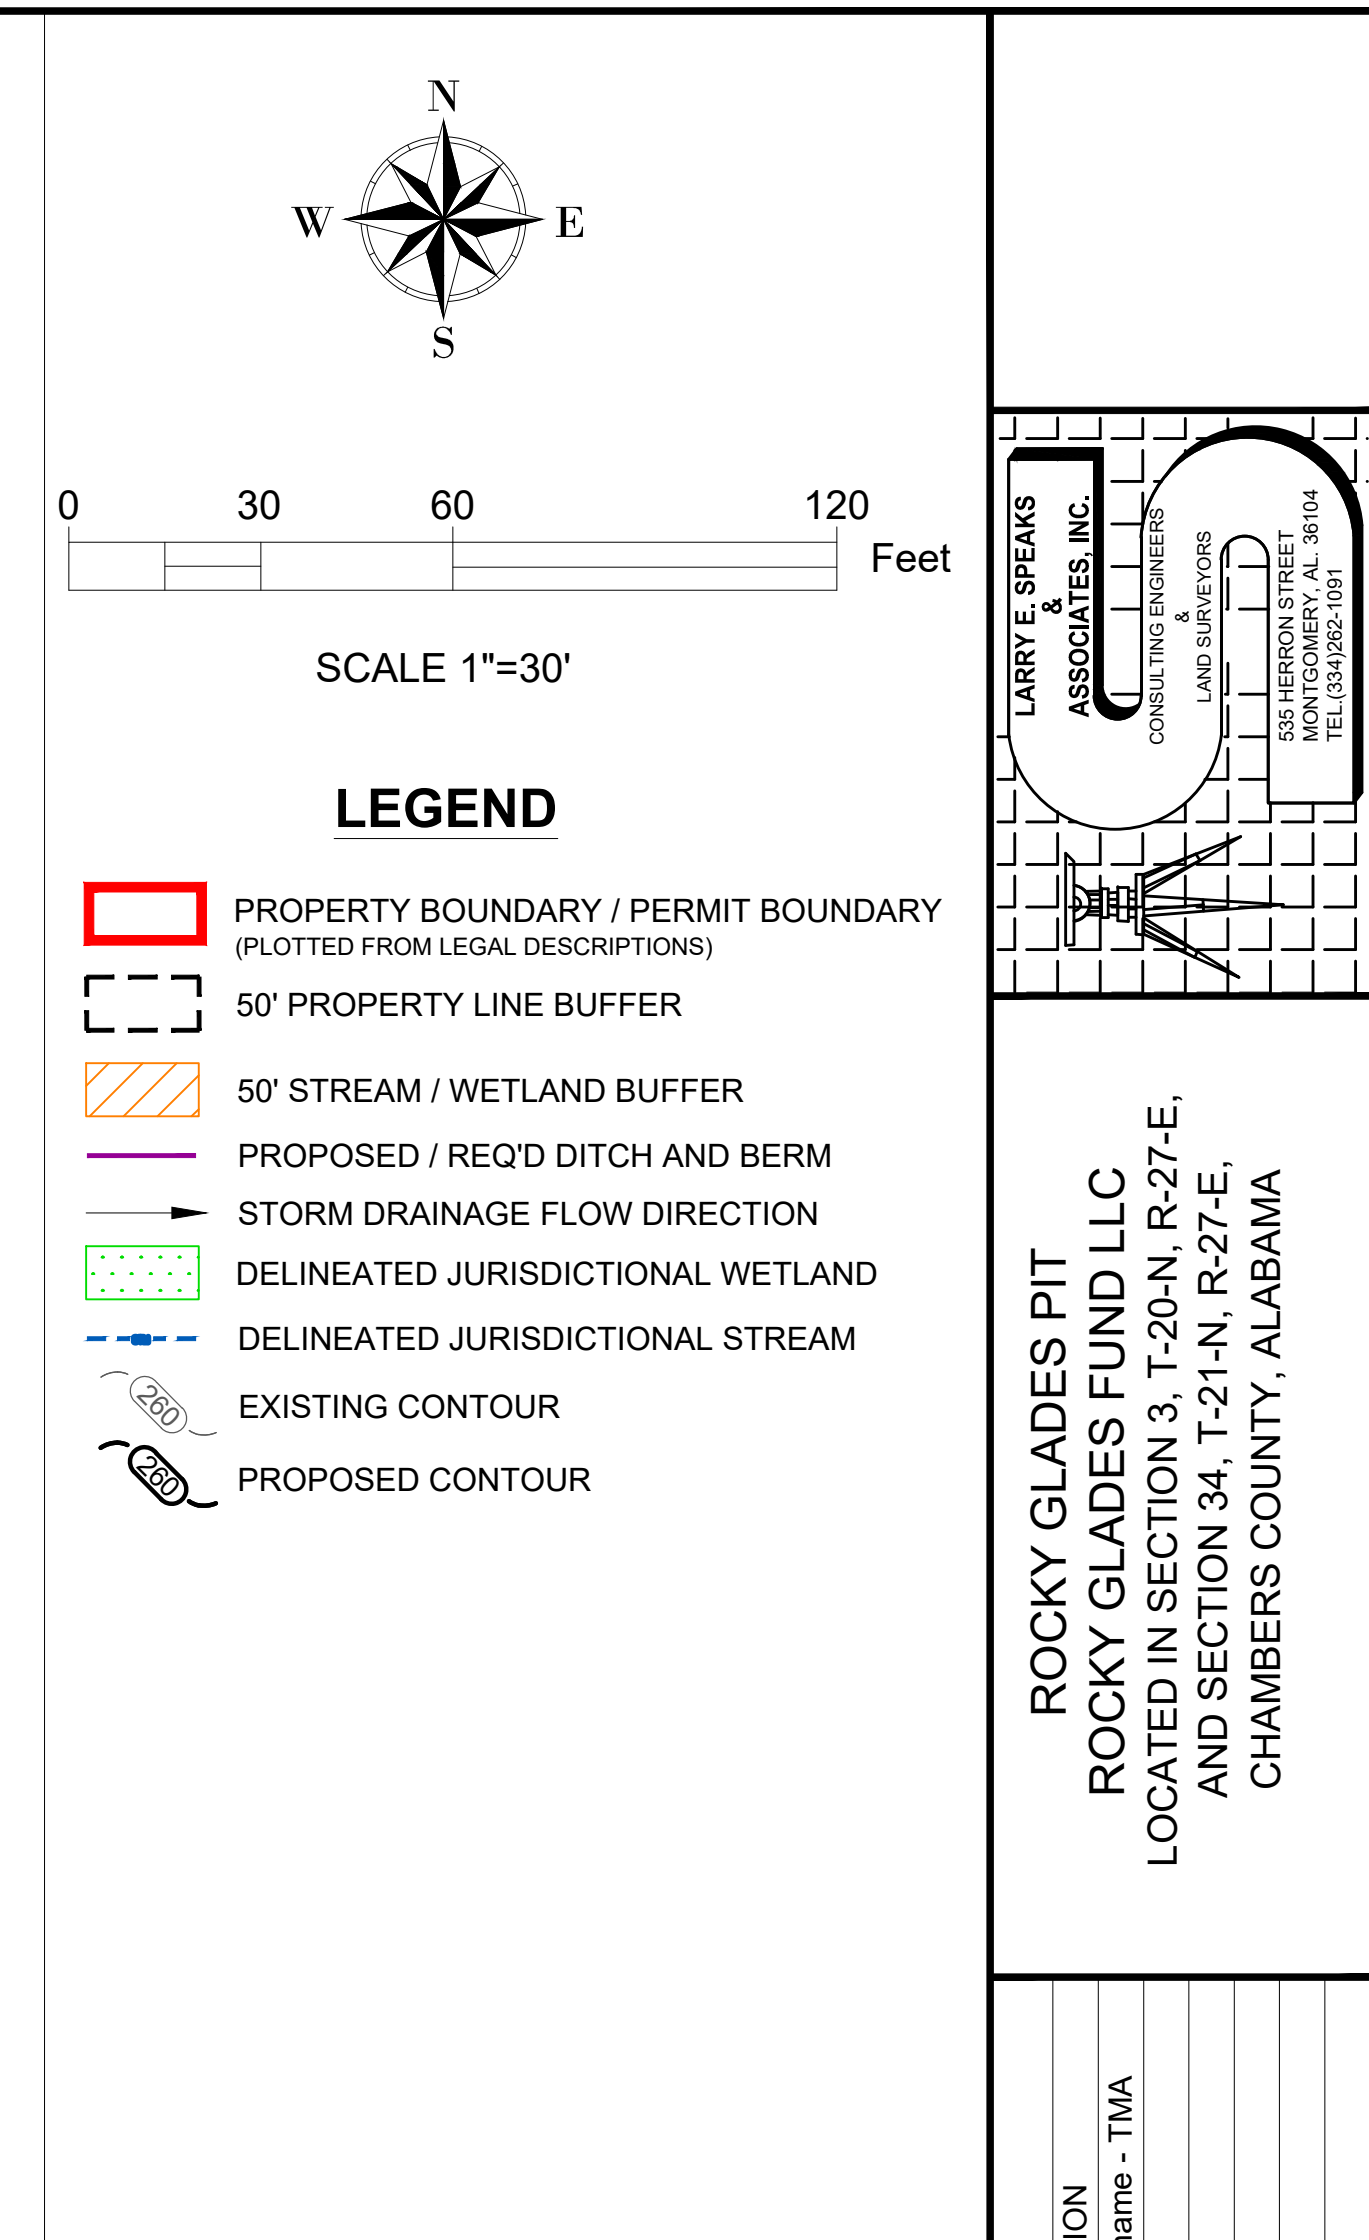 N
W
E
S
0 30 60 120
Feet
SCALE 1"=30'
LEGEND
PROPERTY BOUNDARY / PERMIT BOUNDARY
(PLOTTED FROM LEGAL DESCRIPTIONS)
50' PROPERTY LINE BUFFER
50' STREAM / WETLAND BUFFER
PROPOSED / REQ'D DITCH AND BERM
STORM DRAINAGE FLOW DIRECTION
DELINEATED JURISDICTIONAL WETLAND
DELINEATED JURISDICTIONAL STREAM
260
EXISTING CONTOUR
260
PROPOSED CONTOUR
LARRY E. SPEAKS
&
ASSOCIATES, INC.
CONSULTING ENGINEERS
&
LAND SURVEYORS
535 HERRON STREET
MONTGOMERY, AL. 36104
TEL.(334)262-1091
ROCKY GLADES PIT
ROCKY GLADES FUND LLC
LOCATED IN SECTION 3, T-20-N, R-27-E,
AND SECTION 34, T-21-N, R-27-E,
CHAMBERS COUNTY, ALABAMA
ION
ame - TMA